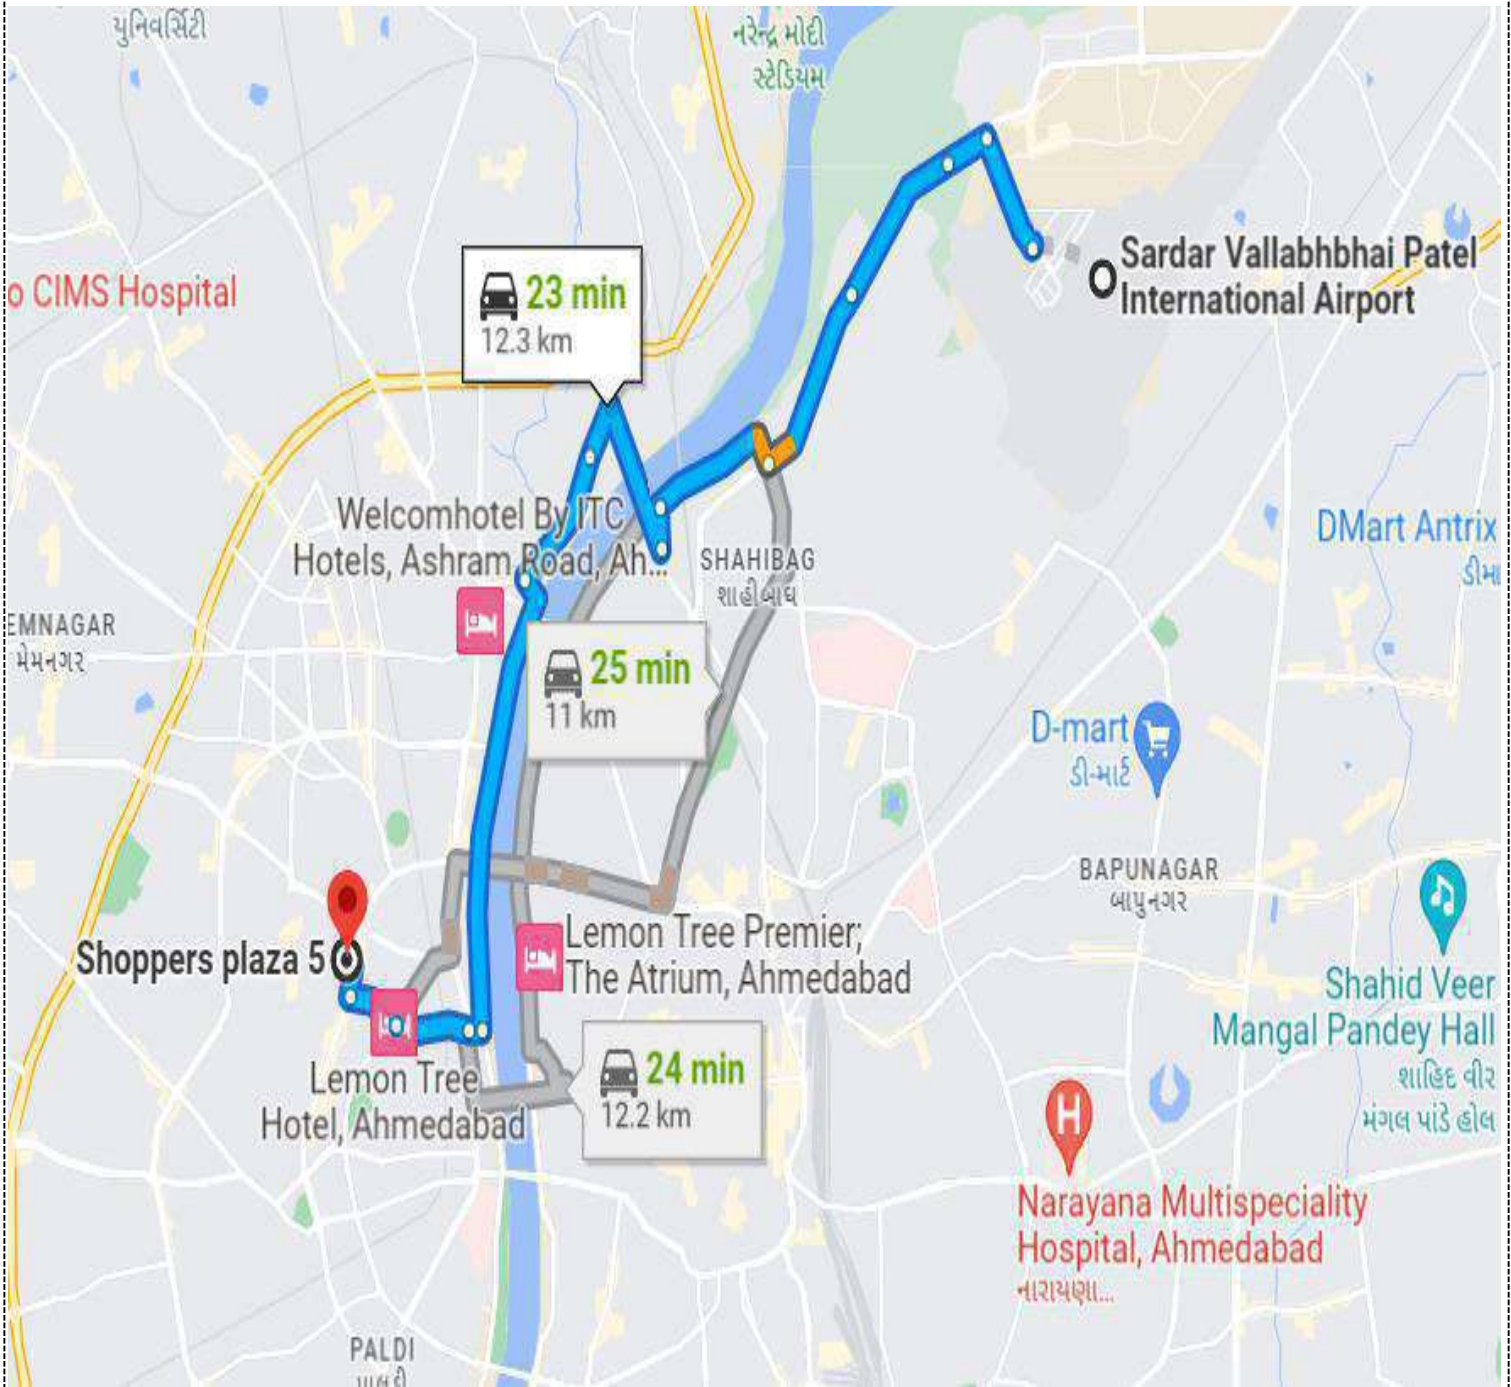 યુનિવર્સિટી
નરેન્દ્ર મોદી
સ્ટેડિયમ
Sardar Vallabhbhai Patel
International Airport
o CIMS Hospital
23 min
12.3 km
Welcomhotel By ITC
Hotels, Ashram Road, Ah...
SHAHIBAG
શાહીબાઘ
DMart Antrix
ડીમા
EMNAGAR
મેમનગર
25 min
11 km
D-mart
ડી-માર્ટ
BAPUNAGAR
બાપુનગર
Shoppers plaza 5
Lemon Tree Premier;
The Atrium, Ahmedabad
Shahid Veer
Mangal Pandey Hall
શાહિદ વીર
મંગલ પાંડે હોલ
24 min
12.2 km
Lemon Tree
Hotel, Ahmedabad
H
Narayana Multispeciality
Hospital, Ahmedabad
નારાયણા...
PALDI
પાલડી